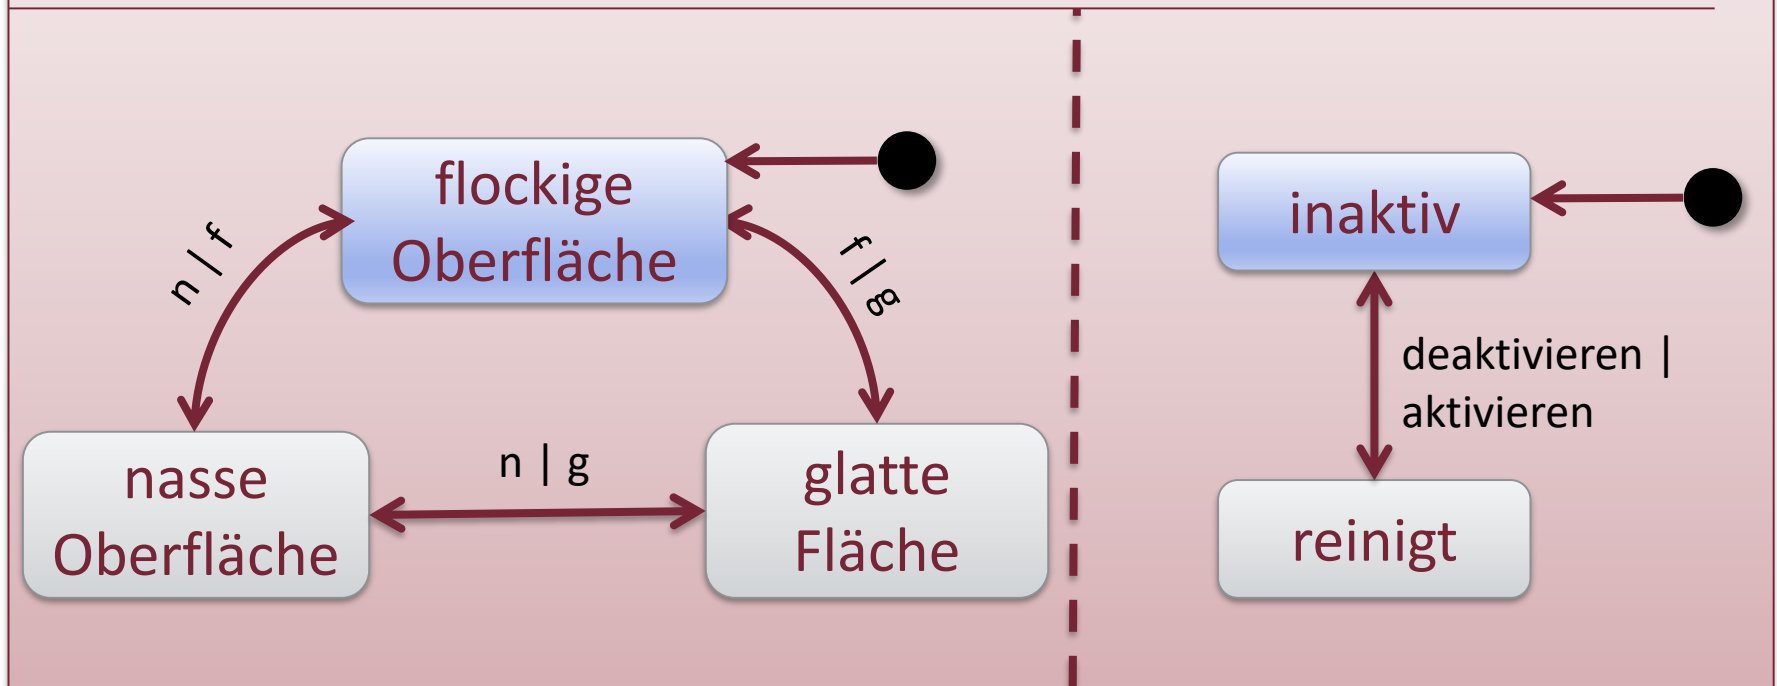 flockige
Oberfläche
n | f
f | g
nasse
Oberfläche
n | g
glatte
Fläche
inaktiv
deaktivieren |
aktivieren
reinigt